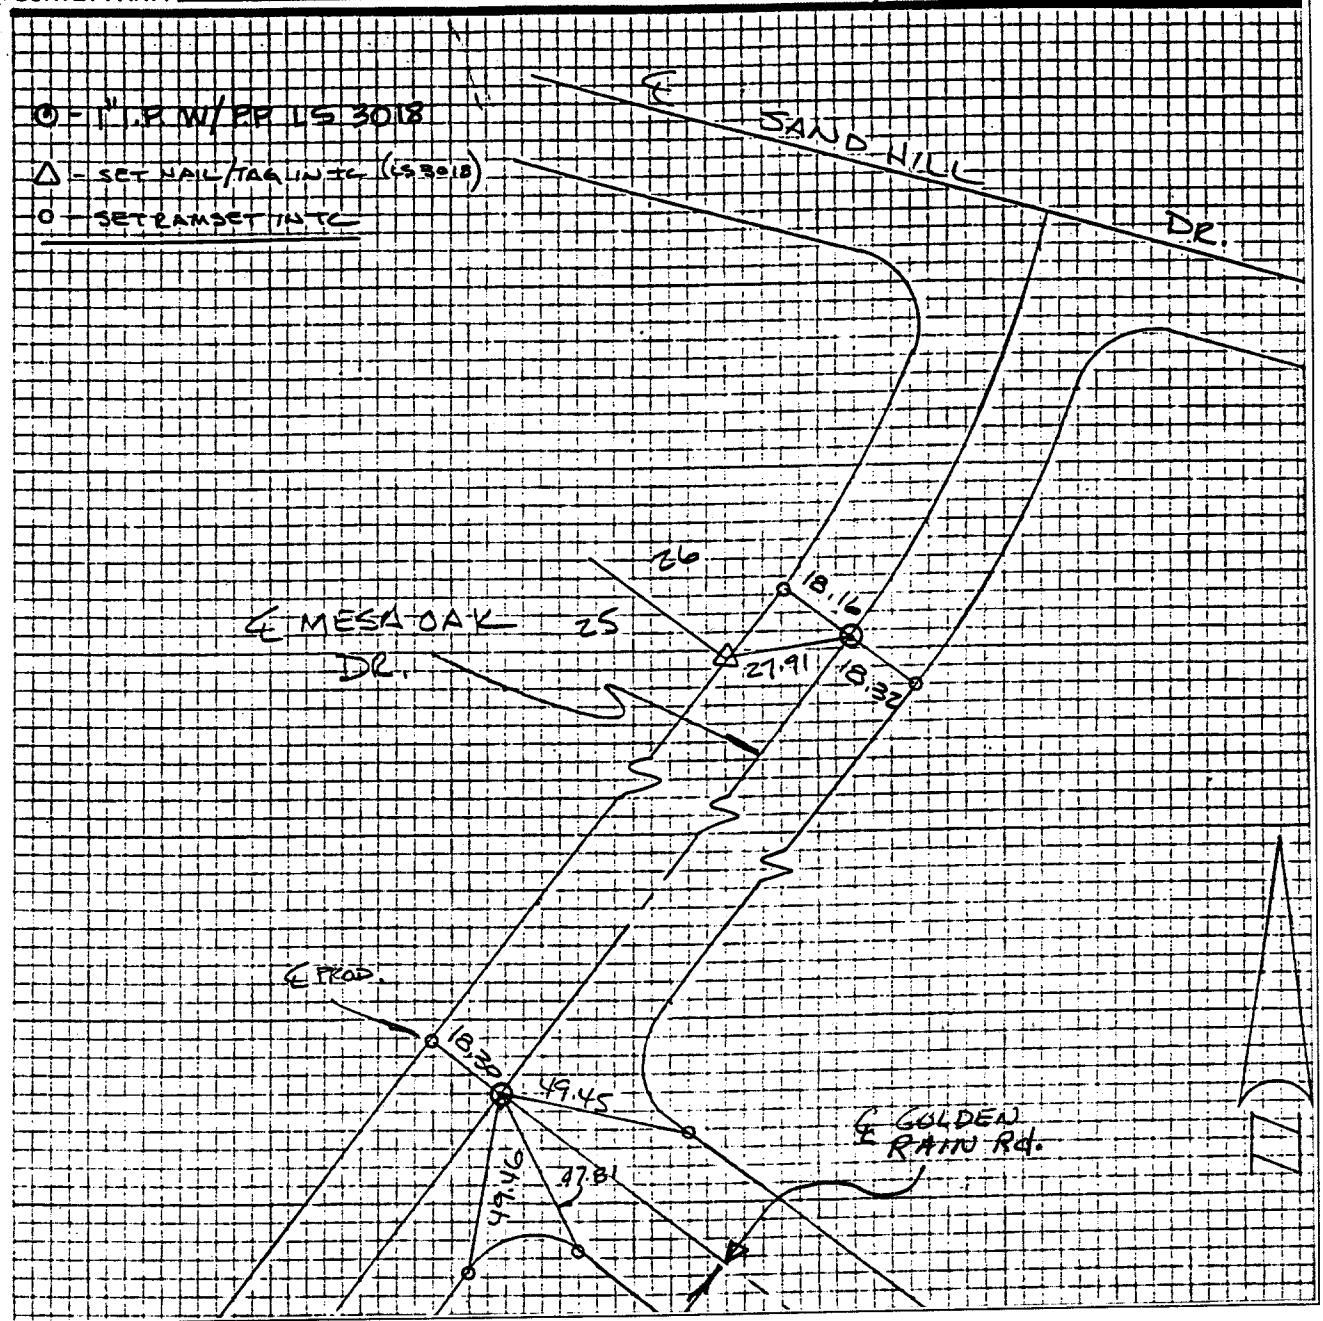 ⊙ - 1" I.P. W/PP LS 3018
△ - SET NAIL/TAG IN TC (LS 3018)
○ - SET RAMSET IN TC
℄
SAND HILL
DR.
26
25
18.16
27.91
18.32
℄ MESA OAK
DR.
℄ PROD.
18.30
49.45
49.46
47.81
℄ GOLDEN
RAIN Rd.